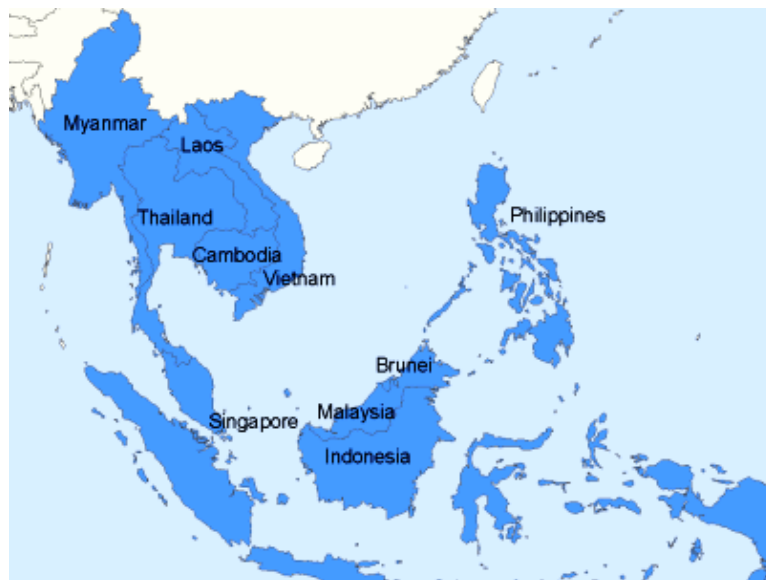 Myanmar
Laos
Thailand
Philippines
Cambodia
Vietnam
Brunei
Malaysia
Singapore
Indonesia